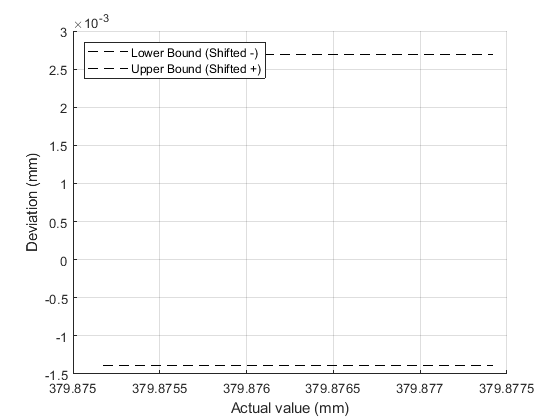 ×10-3
3
2.5
2
1.5
1
0.5
0
-0.5
-1
-1.5
Lower Bound (Shifted -)
Upper Bound (Shifted +)
Deviation (mm)
379.875 379.8755 379.876 379.8765 379.877 379.8775
Actual value (mm)